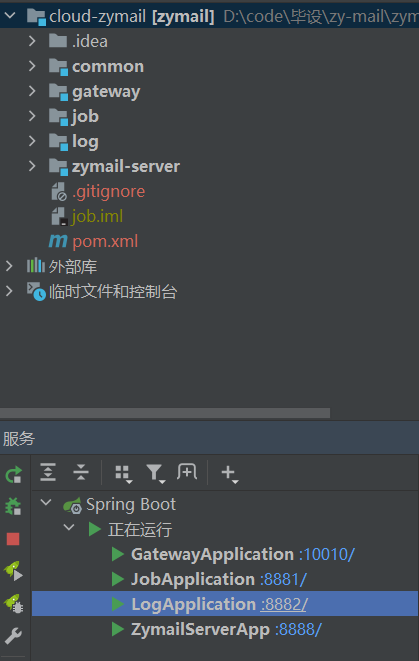 cloud-zymail [zymail] D:\code\毕设\zy-mail\zym
.idea
common
gateway
job
log
zymail-server
.gitignore
job.iml
pom.xml
外部库
临时文件和控制台
服务
Spring Boot
正在运行
GatewayApplication :10010/
JobApplication :8881/
LogApplication :8882/
ZymailServerApp :8888/